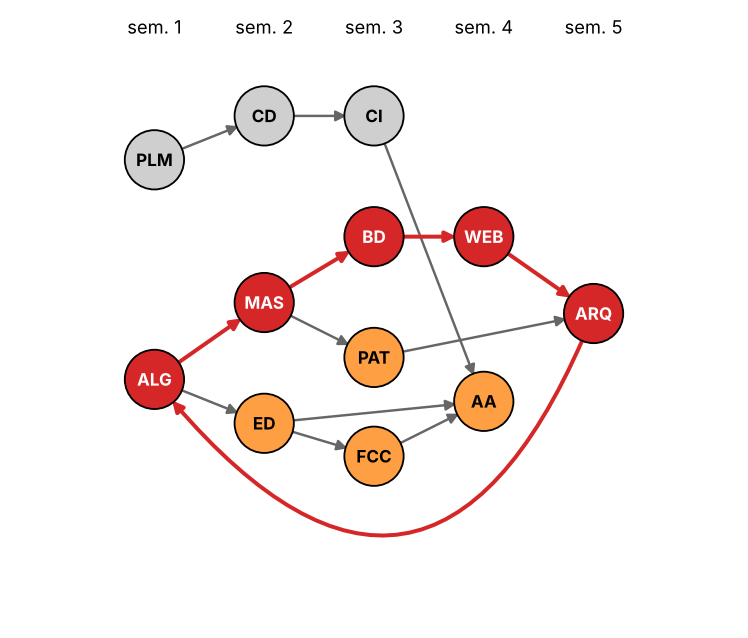 sem. 1 sem. 2 sem. 3 sem. 4 sem. 5
CD CI
PLM
BD WEB
MAS
ARQ
PAT
ALG
AA
ED
FCC